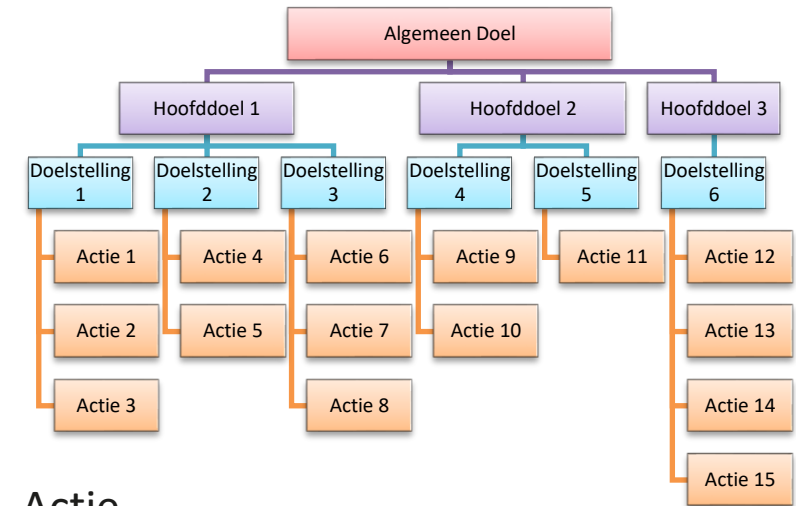 Algemeen Doel
Hoofddoel 1
Hoofddoel 2
Hoofddoel 3
Doelstelling
1
Doelstelling
2
Doelstelling
3
Doelstelling
4
Doelstelling
5
Doelstelling
6
Actie 1
Actie 4
Actie 6
Actie 9
Actie 11
Actie 12
Actie 2
Actie 5
Actie 7
Actie 10
Actie 13
Actie 3
Actie 8
Actie 14
Actie 15
Actie